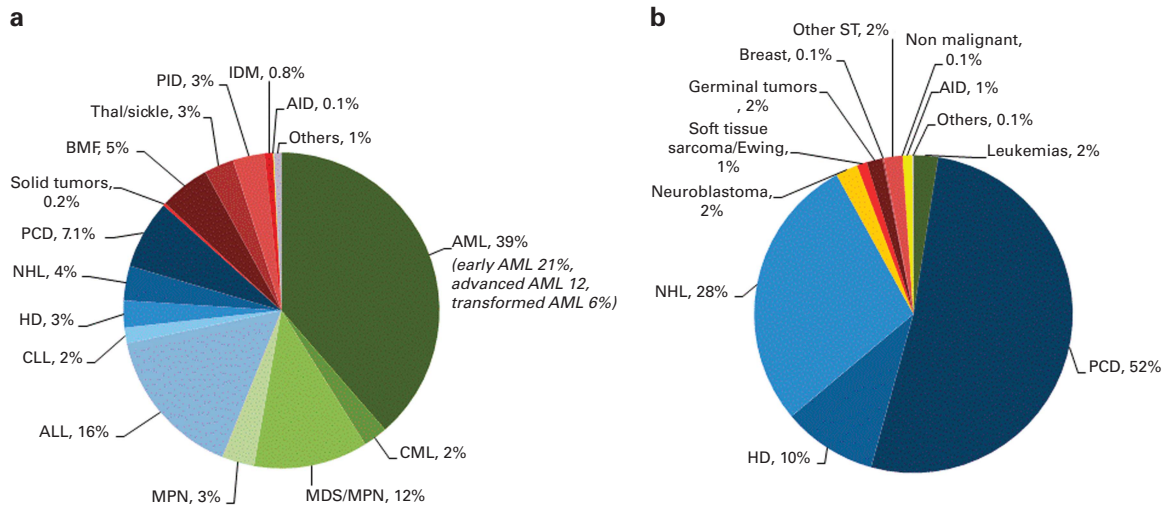 a
IDM, 0.8%
PID, 3%
AID, 0.1%
Thal/sickle, 3%
Others, 1%
BMF, 5%
Solid tumors,
0.2%
PCD, 7.1%
NHL, 4%
HD, 3%
CLL, 2%
ALL, 16%
MPN, 3%
MDS/MPN, 12%
CML, 2%
AML, 39%
(early AML 21%,
advanced AML 12,
transformed AML 6%)
b
Other ST, 2%
Non malignant,
0.1%
Breast, 0.1%
AID, 1%
Germinal tumors
, 2%
Others, 0.1%
Soft tissue
sarcoma/Ewing,
1%
Leukemias, 2%
Neuroblastoma,
2%
NHL, 28%
PCD, 52%
HD, 10%